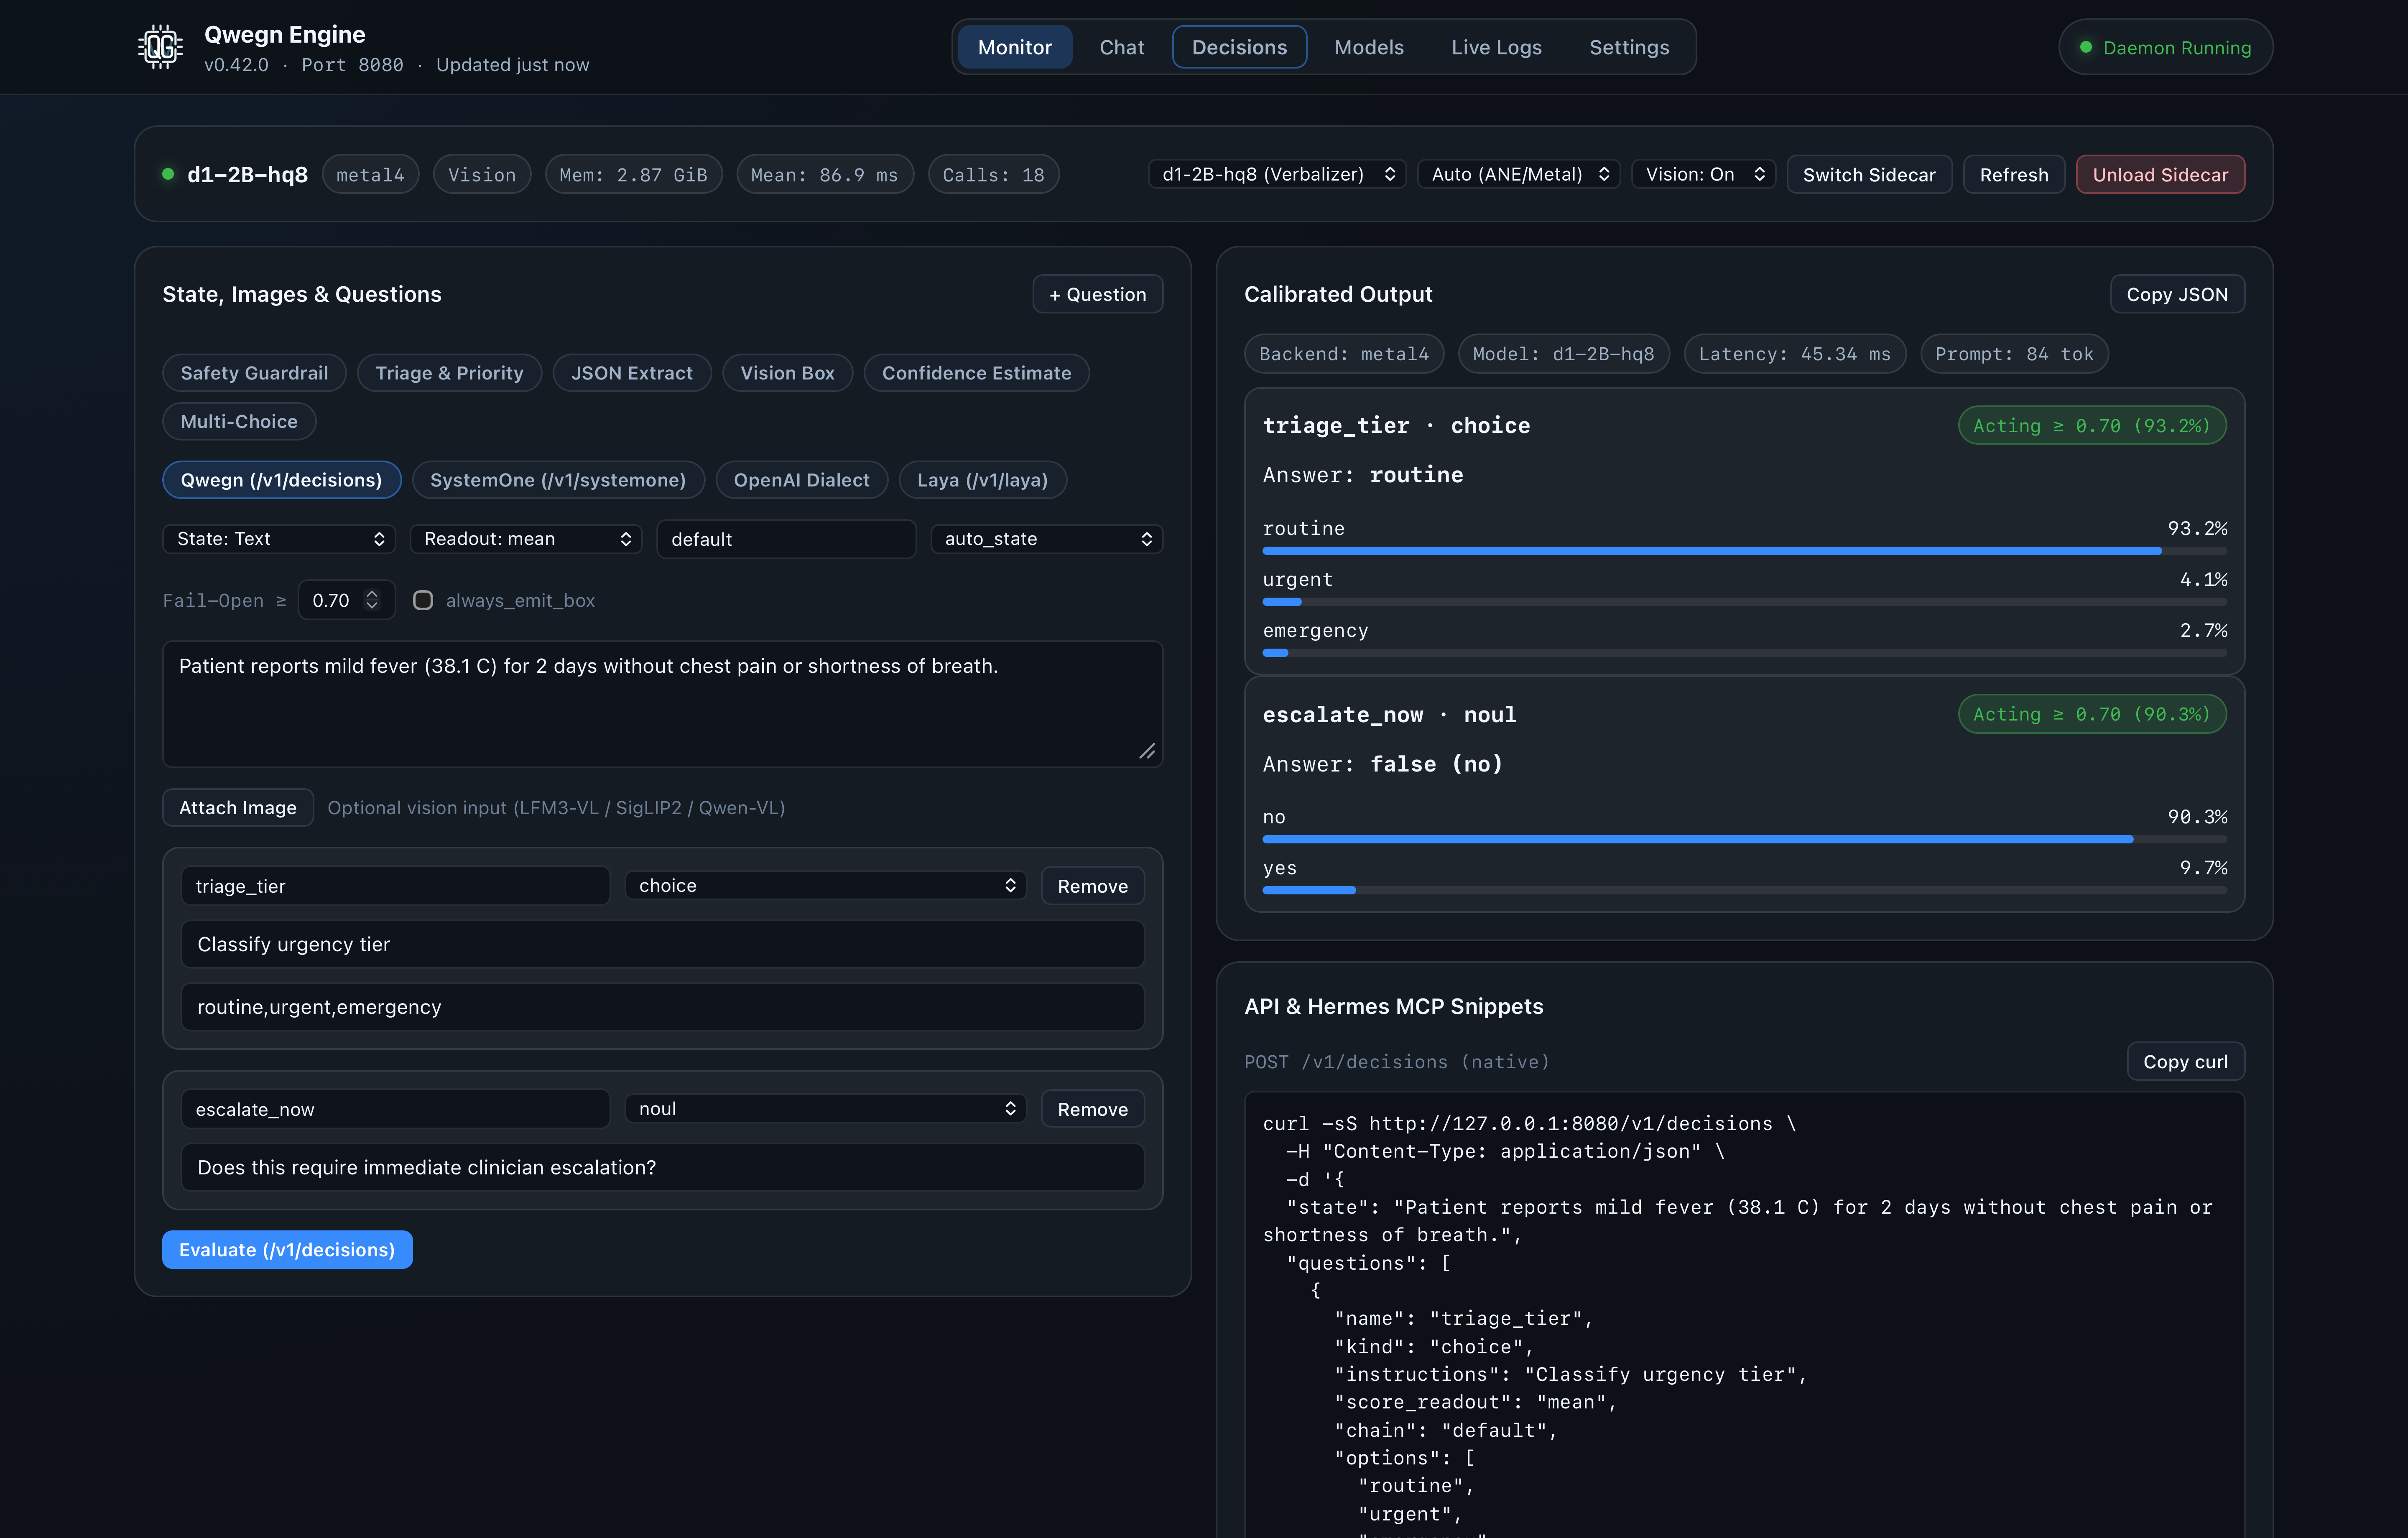 QG
Qwegn Engine
v0.42.0 · Port 8080 · Updated just now
Monitor Chat Decisions Models Live Logs Settings
Daemon Running
d1-2B-hq8 metal4 Vision Mem: 2.87 GiB Mean: 86.9 ms Calls: 18
d1-2B-hq8 (Verbalizer) Auto (ANE/Metal) Vision: On Switch Sidecar Refresh Unload Sidecar
State, Images & Questions
+ Question
Safety Guardrail Triage & Priority JSON Extract Vision Box Confidence Estimate
Multi-Choice
Qwegn (/v1/decisions) SystemOne (/v1/systemone) OpenAI Dialect Laya (/v1/laya)
State: Text Readout: mean default auto_state
Fail-Open ≥ 0.70 always_emit_box
Patient reports mild fever (38.1 C) for 2 days without chest pain or shortness of breath.
Attach Image Optional vision input (LFM3-VL / SigLIP2 / Qwen-VL)
triage_tier choice Remove
Classify urgency tier
routine,urgent,emergency
escalate_now noul Remove
Does this require immediate clinician escalation?
Evaluate (/v1/decisions)
Calibrated Output
Copy JSON
Backend: metal4 Model: d1-2B-hq8 Latency: 45.34 ms Prompt: 84 tok
triage_tier · choice
Acting ≥ 0.70 (93.2%)
Answer: routine
routine 93.2%
urgent 4.1%
emergency 2.7%
escalate_now · noul
Acting ≥ 0.70 (90.3%)
Answer: false (no)
no 90.3%
yes 9.7%
API & Hermes MCP Snippets
POST /v1/decisions (native)
Copy curl
curl -sS http://127.0.0.1:8080/v1/decisions \
-H "Content-Type: application/json" \
-d '{
"state": "Patient reports mild fever (38.1 C) for 2 days without chest pain or
shortness of breath.",
"questions": [
{
"name": "triage_tier",
"kind": "choice",
"instructions": "Classify urgency tier",
"score_readout": "mean",
"chain": "default",
"options": [
"routine",
"urgent",